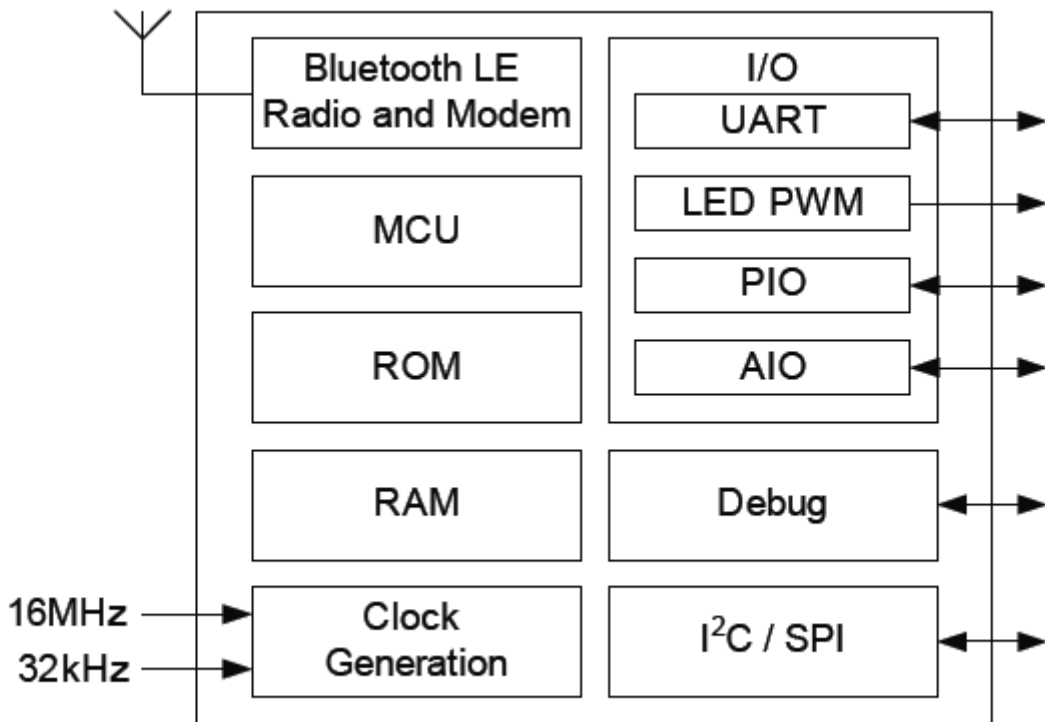 Bluetooth LE
Radio and Modem
MCU
ROM
RAM
16MHz
32kHz
Clock
Generation
I/O
UART
LED PWM
PIO
AIO
Debug
I²C / SPI